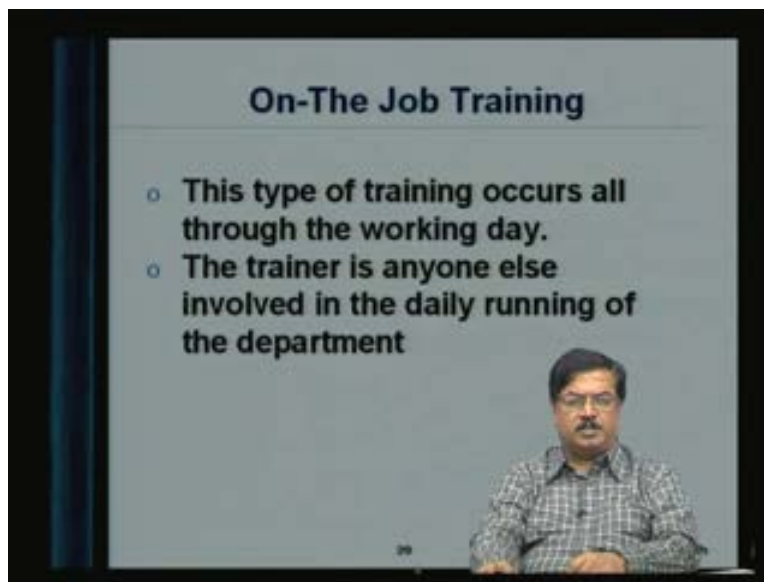 On-The Job Training
o This type of training occurs all
through the working day.
o The trainer is anyone else
involved in the daily running of
the department